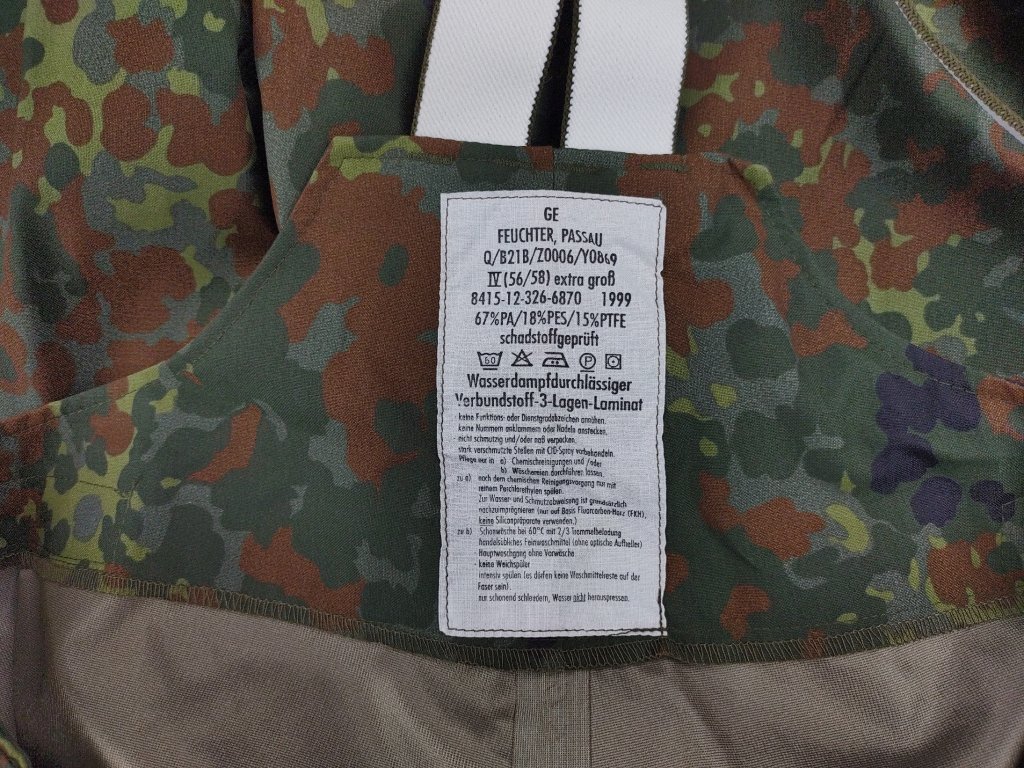 GE
FEUCHTER, PASSAU
Q/B21B/Z0006/Y0869
IV (56/58) extra groß
8415-12-326-6870 1999
67%PA/18%PES/15%PTFE
schadstoffgeprüft
60 P
Wasserdampfdurchlässiger
Verbundstoff-3-Lagen-Laminat
keine Funktions- oder Dienstgradabzeichen annähen.
keine Nummern anklammern oder Nadeln anstecken.
nicht schmutzig und/oder naß verpacken.
stark verschmutzte Stellen mit CID-Spray vorbehandeln.
Pflege nur in a) Chemischreinigungen und /oder
b) Wäschereien durchführen lassen.
zu a) nach dem chemischen Reinigungsvorgang nur mit
reinem Perchlorethylen spülen.
Zur Wasser- und Schmutzabweisung ist grundsätzlich
nachzuimprägnieren (nur auf Basis Fluorcarbon-Harz (FKH),
keine Silikonpräparate verwenden.)
zu b) Schonwäsche bei 60°C mit 2/3 Trommelbeladung
handelsübliches Feinwaschmittel (ohne optische Aufheller)
Hauptwaschgang ohne Vorwäsche
- keine Weichspüler
intensiv spülen (es dürfen keine Waschmittelreste auf der
Faser sein).
nur schonend schleudern, Wasser nicht herauspressen.